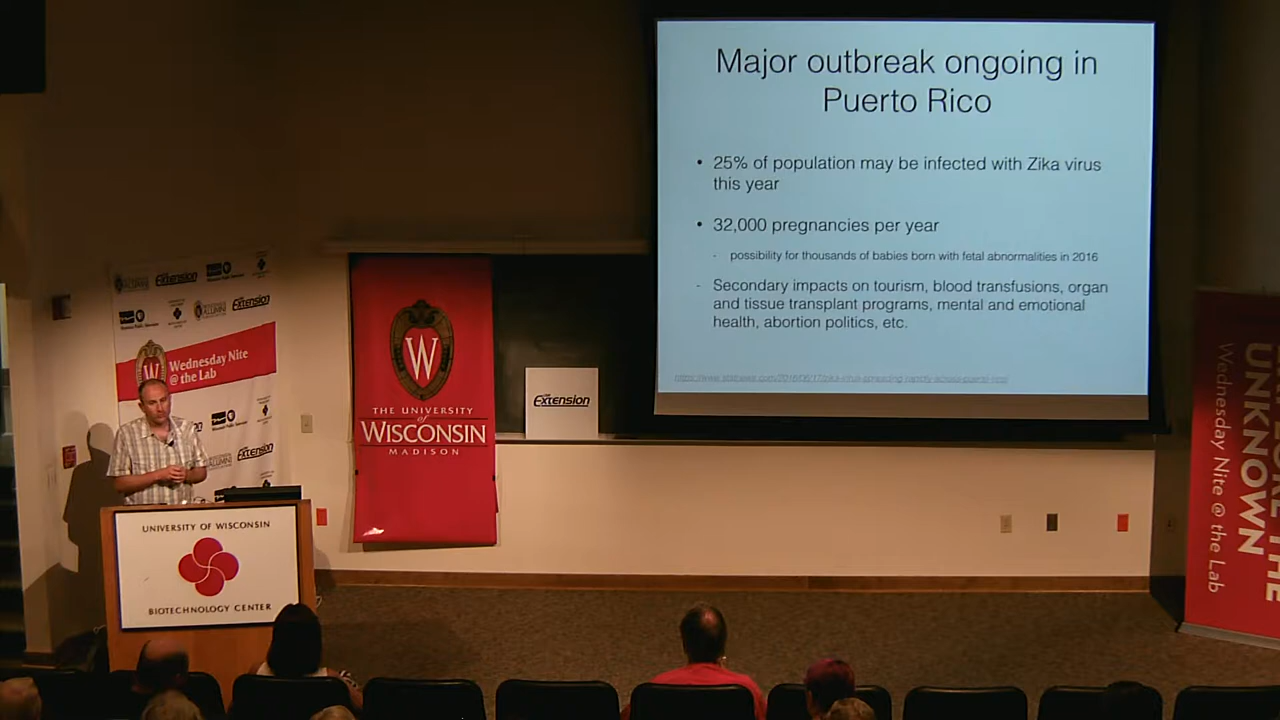 Major outbreak ongoing in
Puerto Rico
• 25% of population may be infected with Zika virus
this year
• 32,000 pregnancies per year
- possibility for thousands of babies born with fetal abnormalities in 2016
- Secondary impacts on tourism, blood transfusions, organ
and tissue transplant programs, mental and emotional
health, abortion politics, etc.
Extension
Extension
Wednesday Nite
@ the Lab
W
Extension
W
THE UNIVERSITY
of
WISCONSIN
MADISON
Extension
UNIVERSITY OF WISCONSIN
BIOTECHNOLOGY CENTER
THE
UNKNOWN
Wednesday Nite @ the Lab